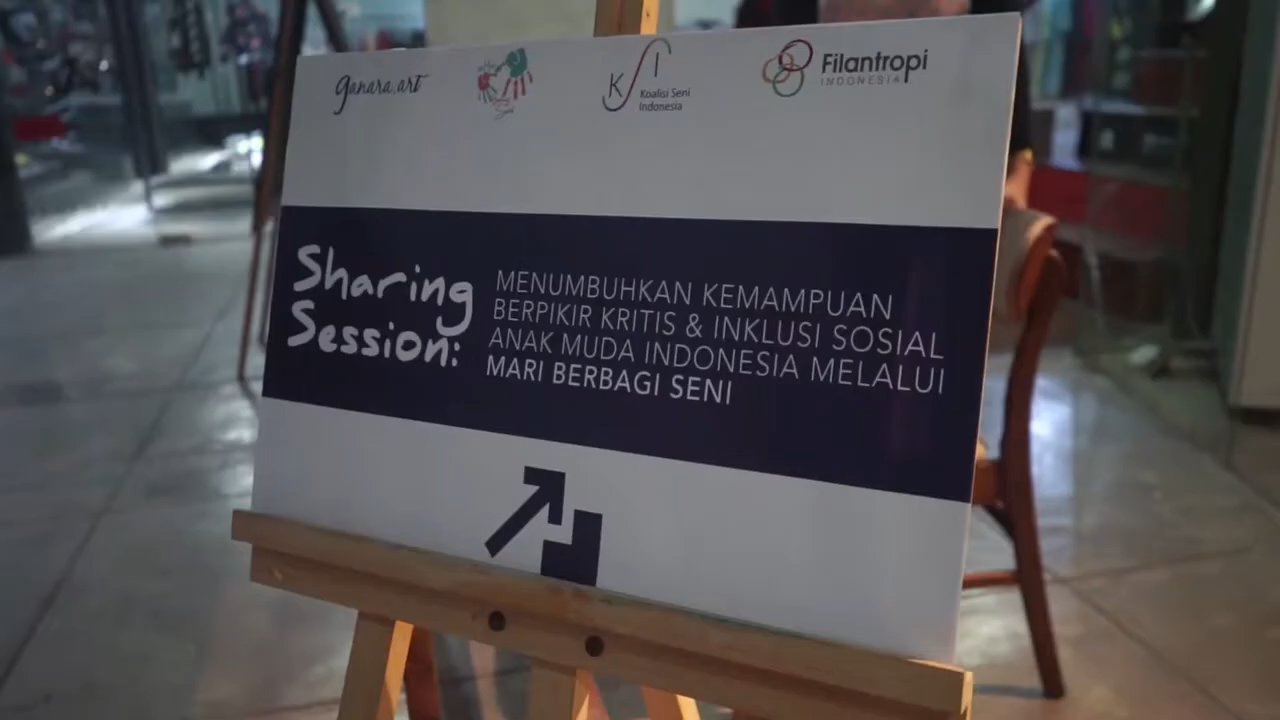 ganara.art
KSI
Koalisi Seni
Indonesia
Filantropi
INDONESIA
Sharing
Session:
MENUMBUHKAN KEMAMPUAN
BERPIKIR KRITIS & INKLUSI SOSIAL
ANAK MUDA INDONESIA MELALUI
MARI BERBAGI SENI